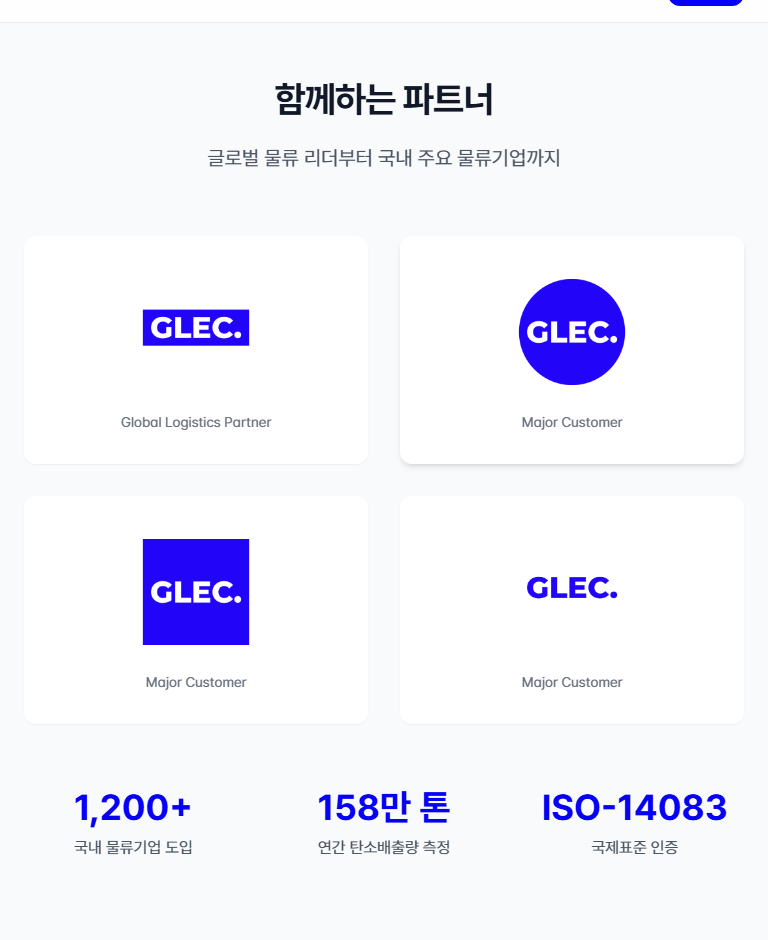 함께하는 파트너
글로벌 물류 리더부터 국내 주요 물류기업까지
GLEC.
GLEC.
Global Logistics Partner
Major Customer
GLEC.
GLEC.
Major Customer
Major Customer
1,200+
158만 톤
ISO-14083
국내 물류기업 도입
연간 탄소배출량 측정
국제표준 인증